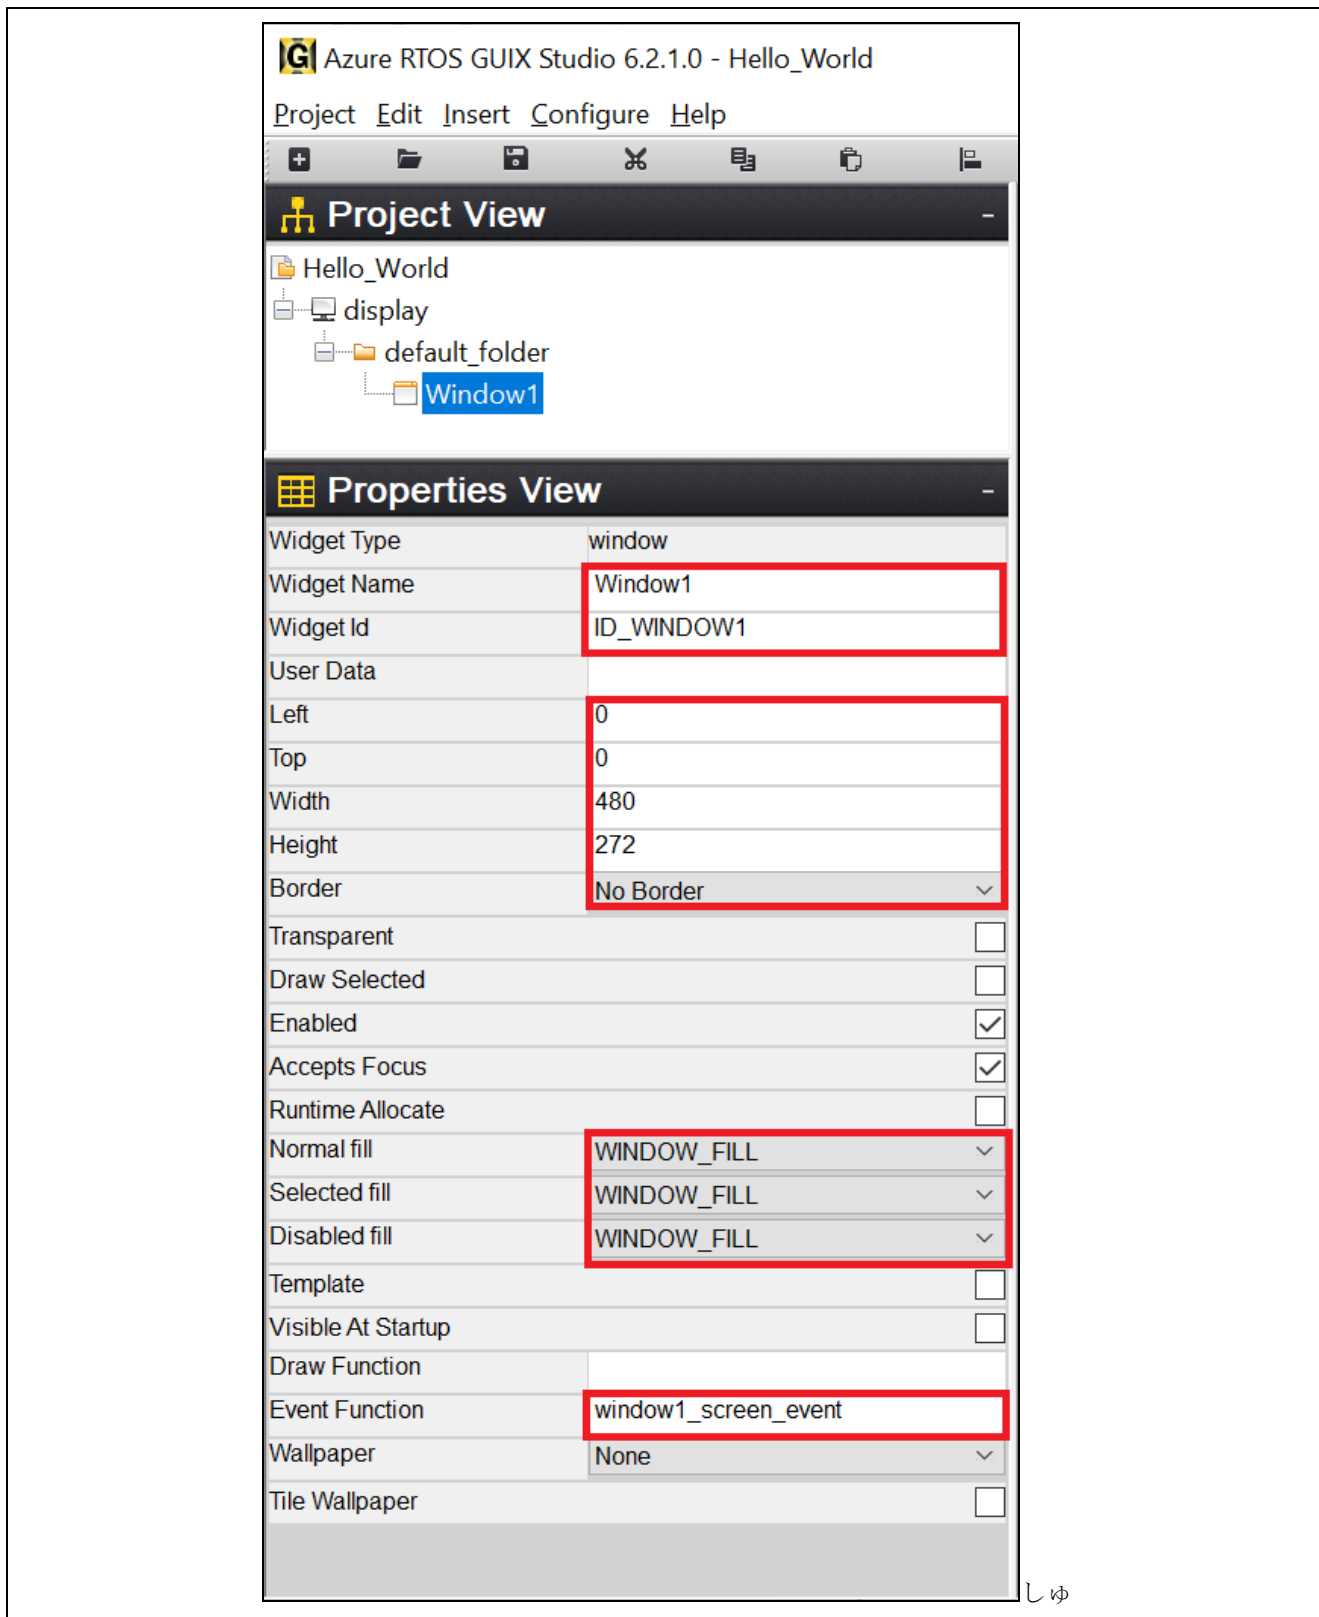 Azure RTOS GUIX Studio 6.2.1.0 - Hello_World
Project Edit Insert Configure Help
Project View
Hello_World
display
default_folder
Window1
Properties View
Widget Type window
Widget Name Window1
Widget Id ID_WINDOW1
User Data
Left 0
Top 0
Width 480
Height 272
Border No Border
Transparent
Draw Selected
Enabled
Accepts Focus
Runtime Allocate
Normal fill WINDOW_FILL
Selected fill WINDOW_FILL
Disabled fill WINDOW_FILL
Template
Visible At Startup
Draw Function
Event Function window1_screen_event
Wallpaper None
Tile Wallpaper
しゅ